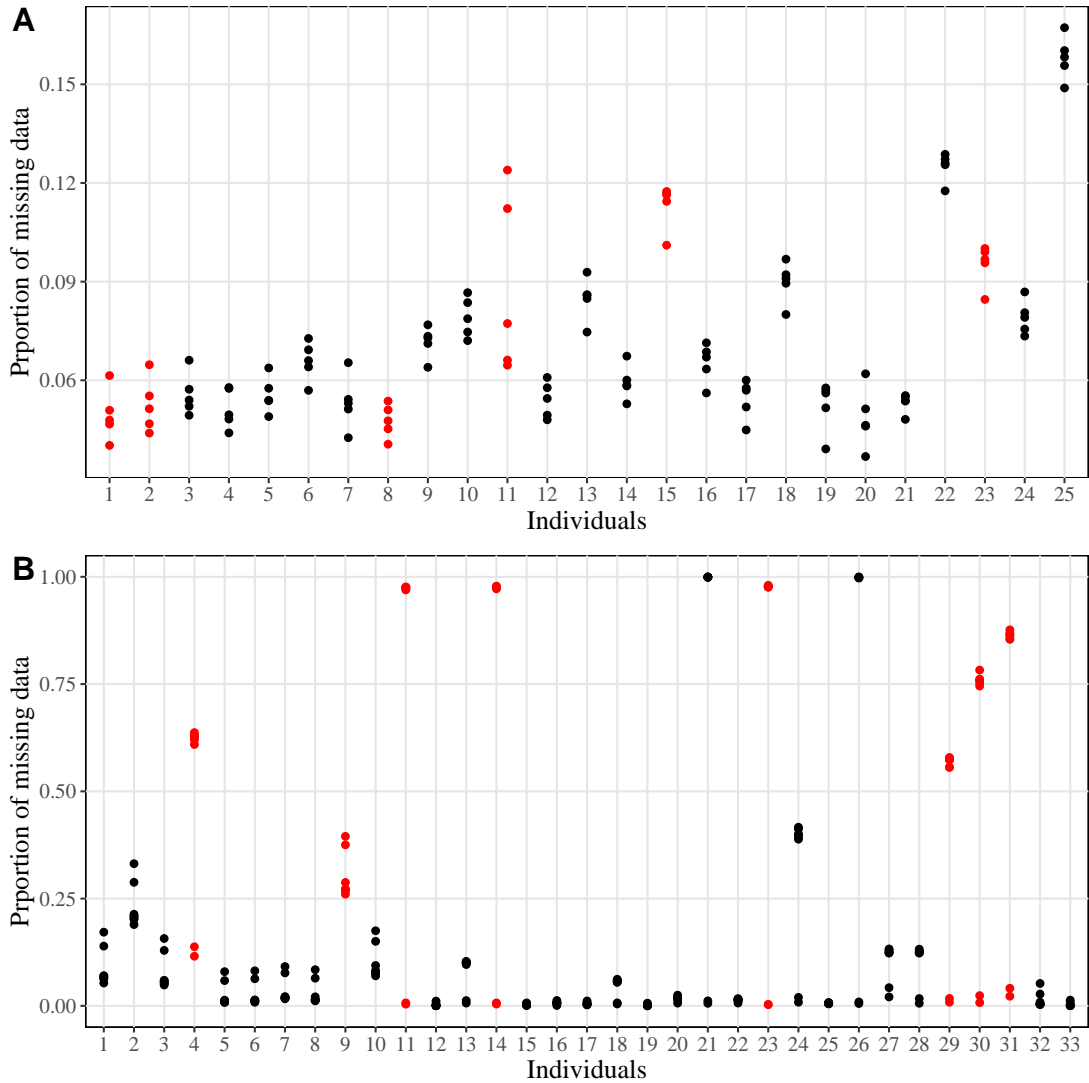 A
Prportion of missing data
0.15
0.12
0.09
0.06
1 2 3 4 5 6 7 8 9 10 11 12 13 14 15 16 17 18 19 20 21 22 23 24 25
Individuals
B
Prportion of missing data
1.00
0.75
0.50
0.25
0.00
1 2 3 4 5 6 7 8 9 10 11 12 13 14 15 16 17 18 19 20 21 22 23 24 25 26 27 28 29 30 31 32 33
Individuals